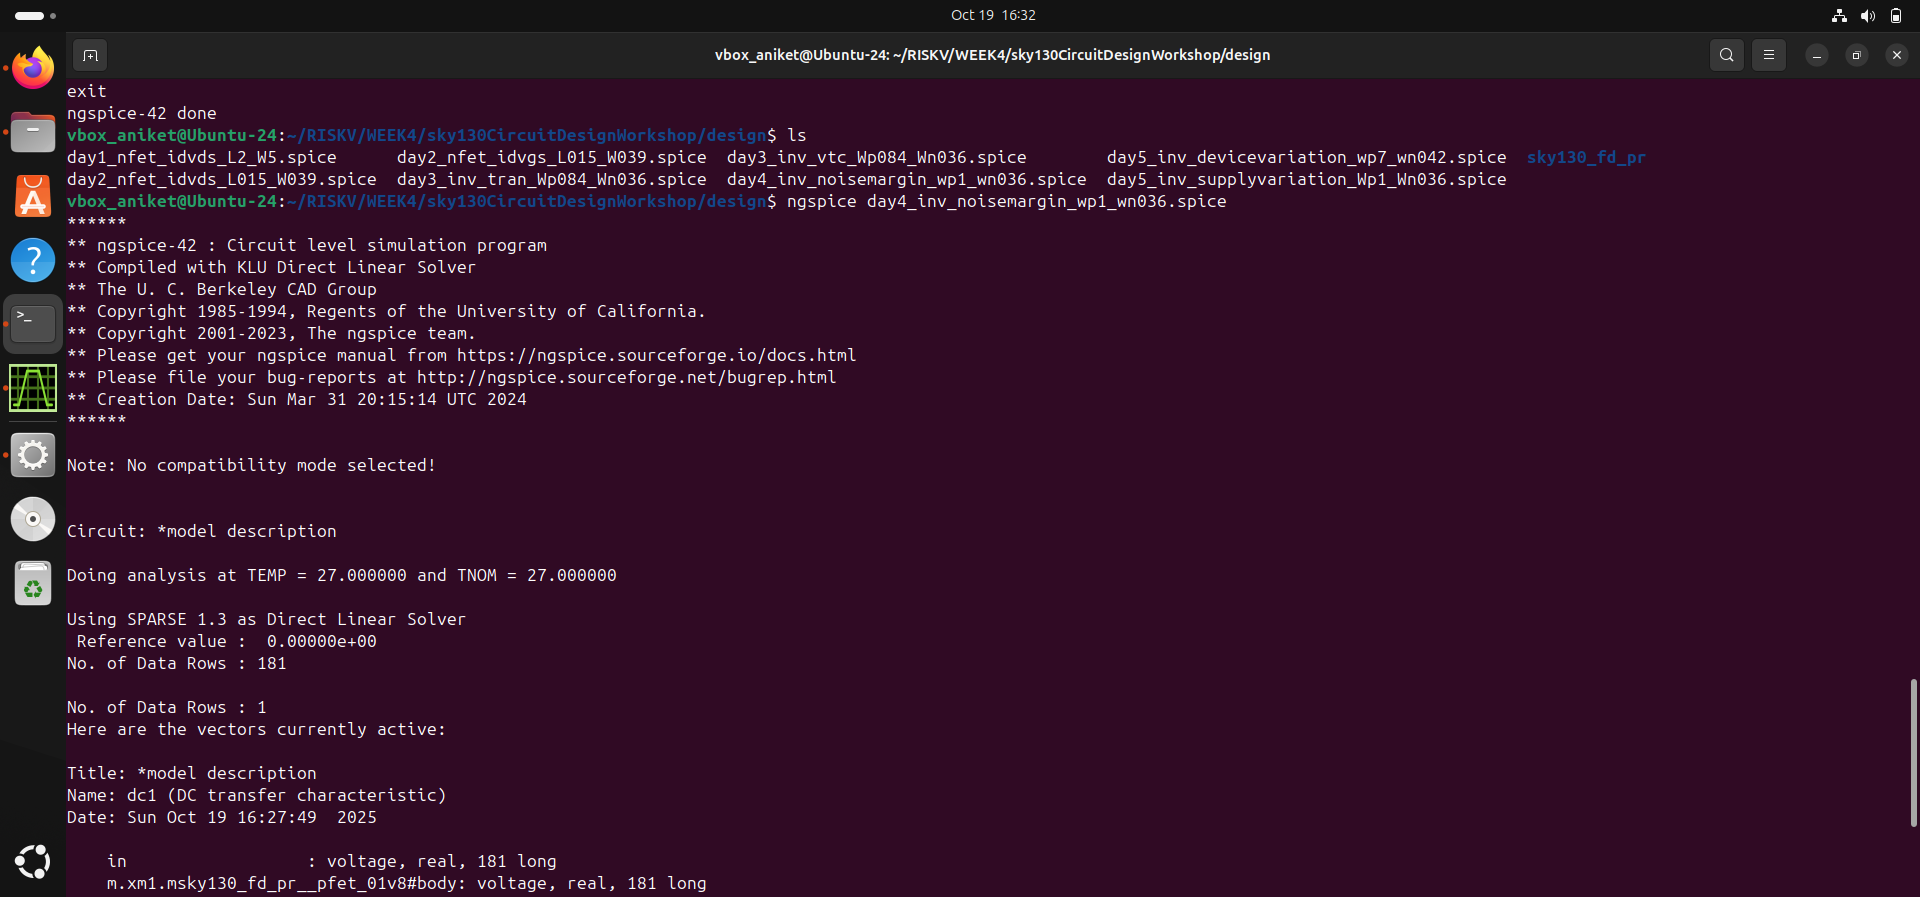 Oct 19 16:32
vbox_aniket@Ubuntu-24: ~/RISKV/WEEK4/sky130CircuitDesignWorkshop/design
exit
ngspice-42 done
vbox_aniket@Ubuntu-24:~/RISKV/WEEK4/sky130CircuitDesignWorkshop/design$ ls
day1_nfet_idvds_L2_W5.spice day2_nfet_idvgs_L015_W039.spice day3_inv_vtc_Wp084_Wn036.spice day5_inv_devicevariation_wp7_wn042.spice sky130_fd_pr
day2_nfet_idvds_L015_W039.spice day3_inv_tran_Wp084_Wn036.spice day4_inv_noisemargin_wp1_wn036.spice day5_inv_supplyvariation_Wp1_Wn036.spice
vbox_aniket@Ubuntu-24:~/RISKV/WEEK4/sky130CircuitDesignWorkshop/design$ ngspice day4_inv_noisemargin_wp1_wn036.spice
******
** ngspice-42 : Circuit level simulation program
** Compiled with KLU Direct Linear Solver
** The U. C. Berkeley CAD Group
** Copyright 1985-1994, Regents of the University of California.
** Copyright 2001-2023, The ngspice team.
** Please get your ngspice manual from https://ngspice.sourceforge.io/docs.html
** Please file your bug-reports at http://ngspice.sourceforge.net/bugrep.html
** Creation Date: Sun Mar 31 20:15:14 UTC 2024
******
Note: No compatibility mode selected!
Circuit: *model description
Doing analysis at TEMP = 27.000000 and TNOM = 27.000000
Using SPARSE 1.3 as Direct Linear Solver
Reference value : 0.00000e+00
No. of Data Rows : 181
No. of Data Rows : 1
Here are the vectors currently active:
Title: *model description
Name: dc1 (DC transfer characteristic)
Date: Sun Oct 19 16:27:49 2025
in : voltage, real, 181 long
m.xm1.msky130_fd_pr__pfet_01v8#body: voltage, real, 181 long